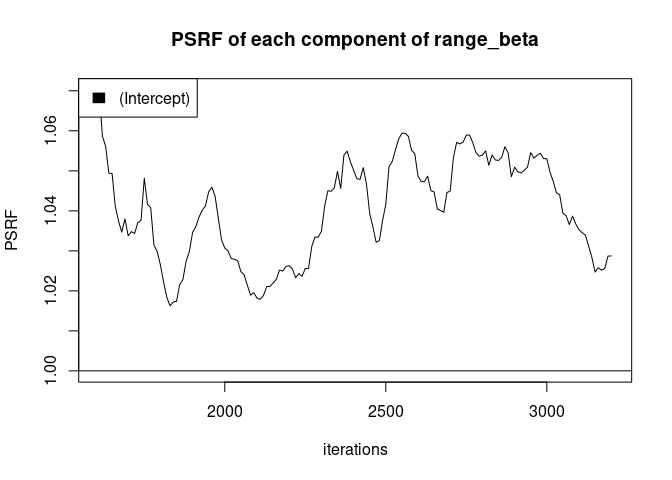 PSRF of each component of range_beta
(Intercept)
PSRF
1.06
1.04
1.02
1.00
2000 2500 3000
iterations